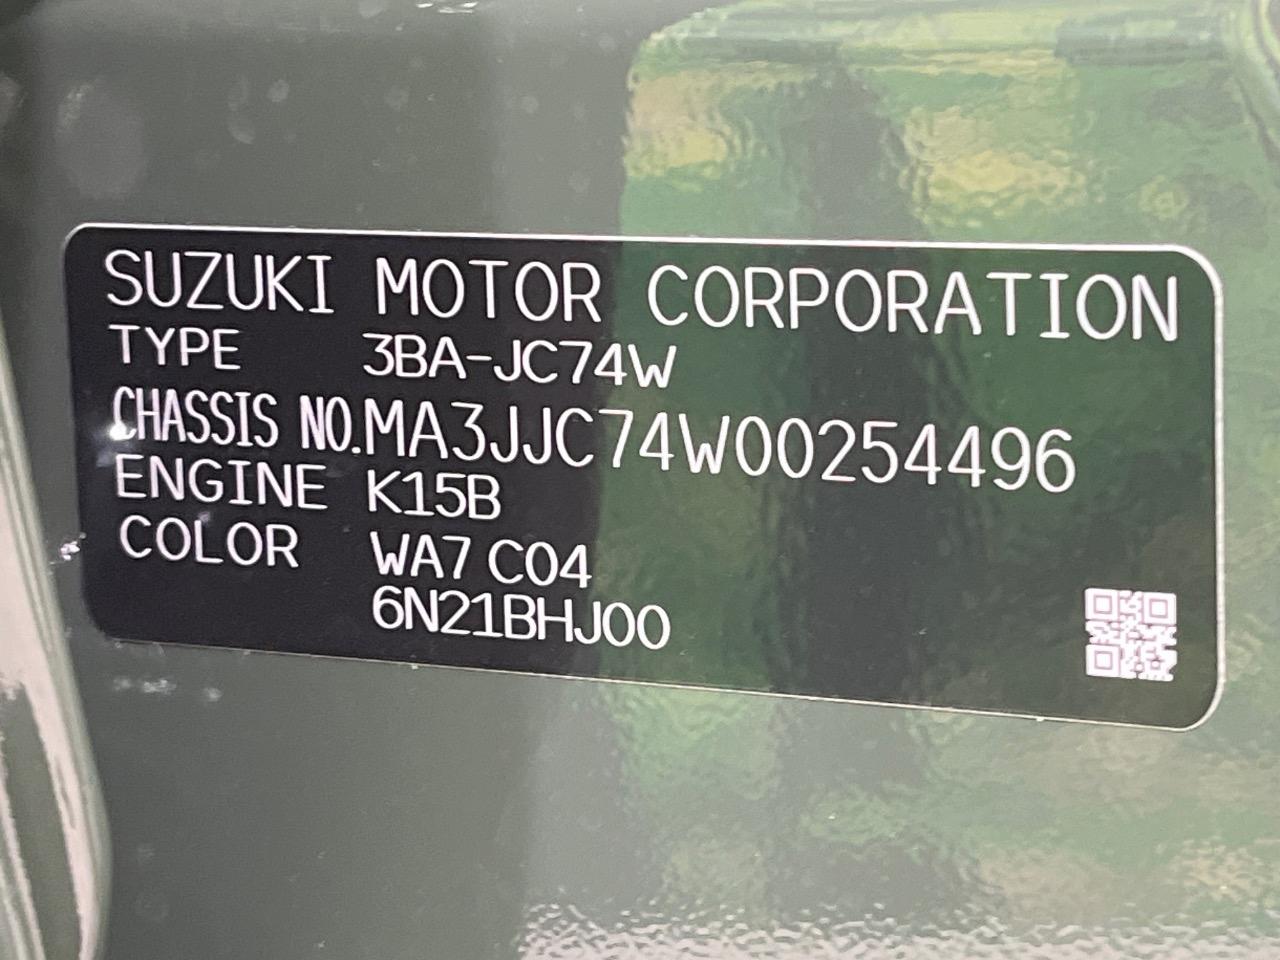 SUZUKI MOTOR CORPORATION
TYPE 3BA-JC74W
CHASSIS NO.MA3JJC74W00254496
ENGINE K15B
COLOR WA7 C04
6N21BHJ00